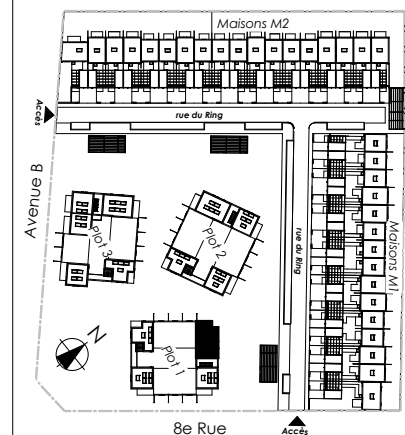 Maisons M2
Accès
rue du Ring
Avenue B
Plot 3
Plot 2
rue du Ring
Maisons M1
N
Plot 1
8e Rue
Accès